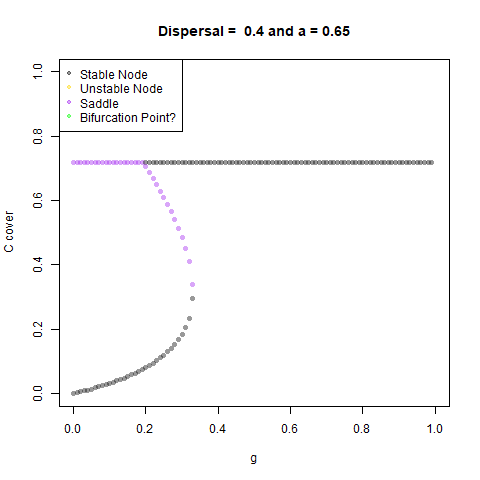 Dispersal =  0.4 and a = 0.65
Stable Node
Unstable Node
Saddle
Bifurcation Point?
1.0
0.8
0.6
0.4
0.2
0.0
C cover
0.0 0.2 0.4 0.6 0.8 1.0
g